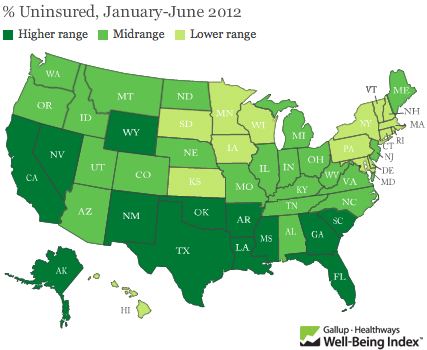 % Uninsured, January-June 2012
Higher range Midrange Lower range
WA
MT
ND
MN
VT
ME
OR
ID
WY
SD
WI
MI
NY
NH
MA
RI
CT
NJ
DE
MD
PA
NV
CA
UT
CO
NE
IA
IL
IN
OH
WV
VA
KS
MO
KY
NC
TN
AZ
NM
OK
AR
SC
MS
AL
GA
TX
LA
FL
AK
HI
Gallup · Healthways
Well-Being Index™